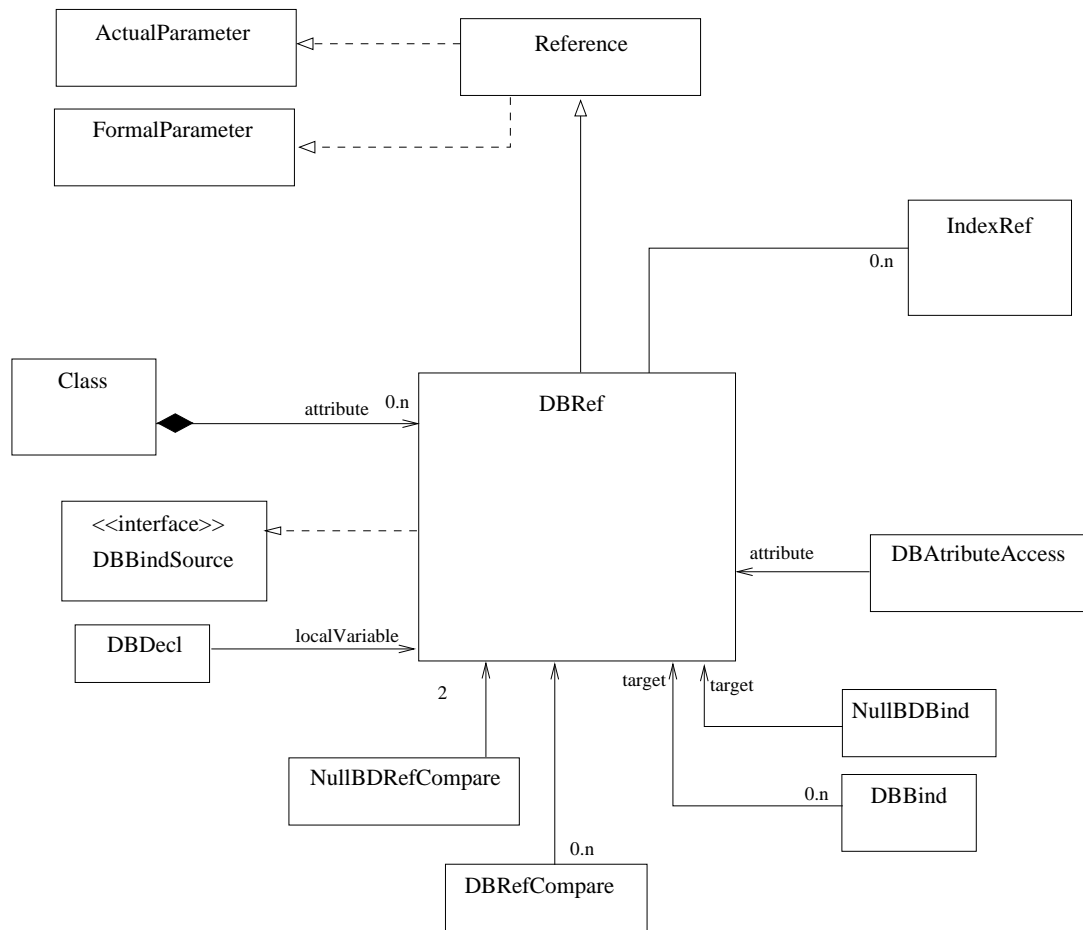 ActualParameter
Reference
FormalParameter
IndexRef
0.n
Class
attribute
0.n
DBRef
<<interface>>
DBBindSource
attribute
DBAtributeAccess
DBDecl
localVariable
2
target
target
NullBDBind
NullBDRefCompare
0.n
DBBind
0.n
DBRefCompare